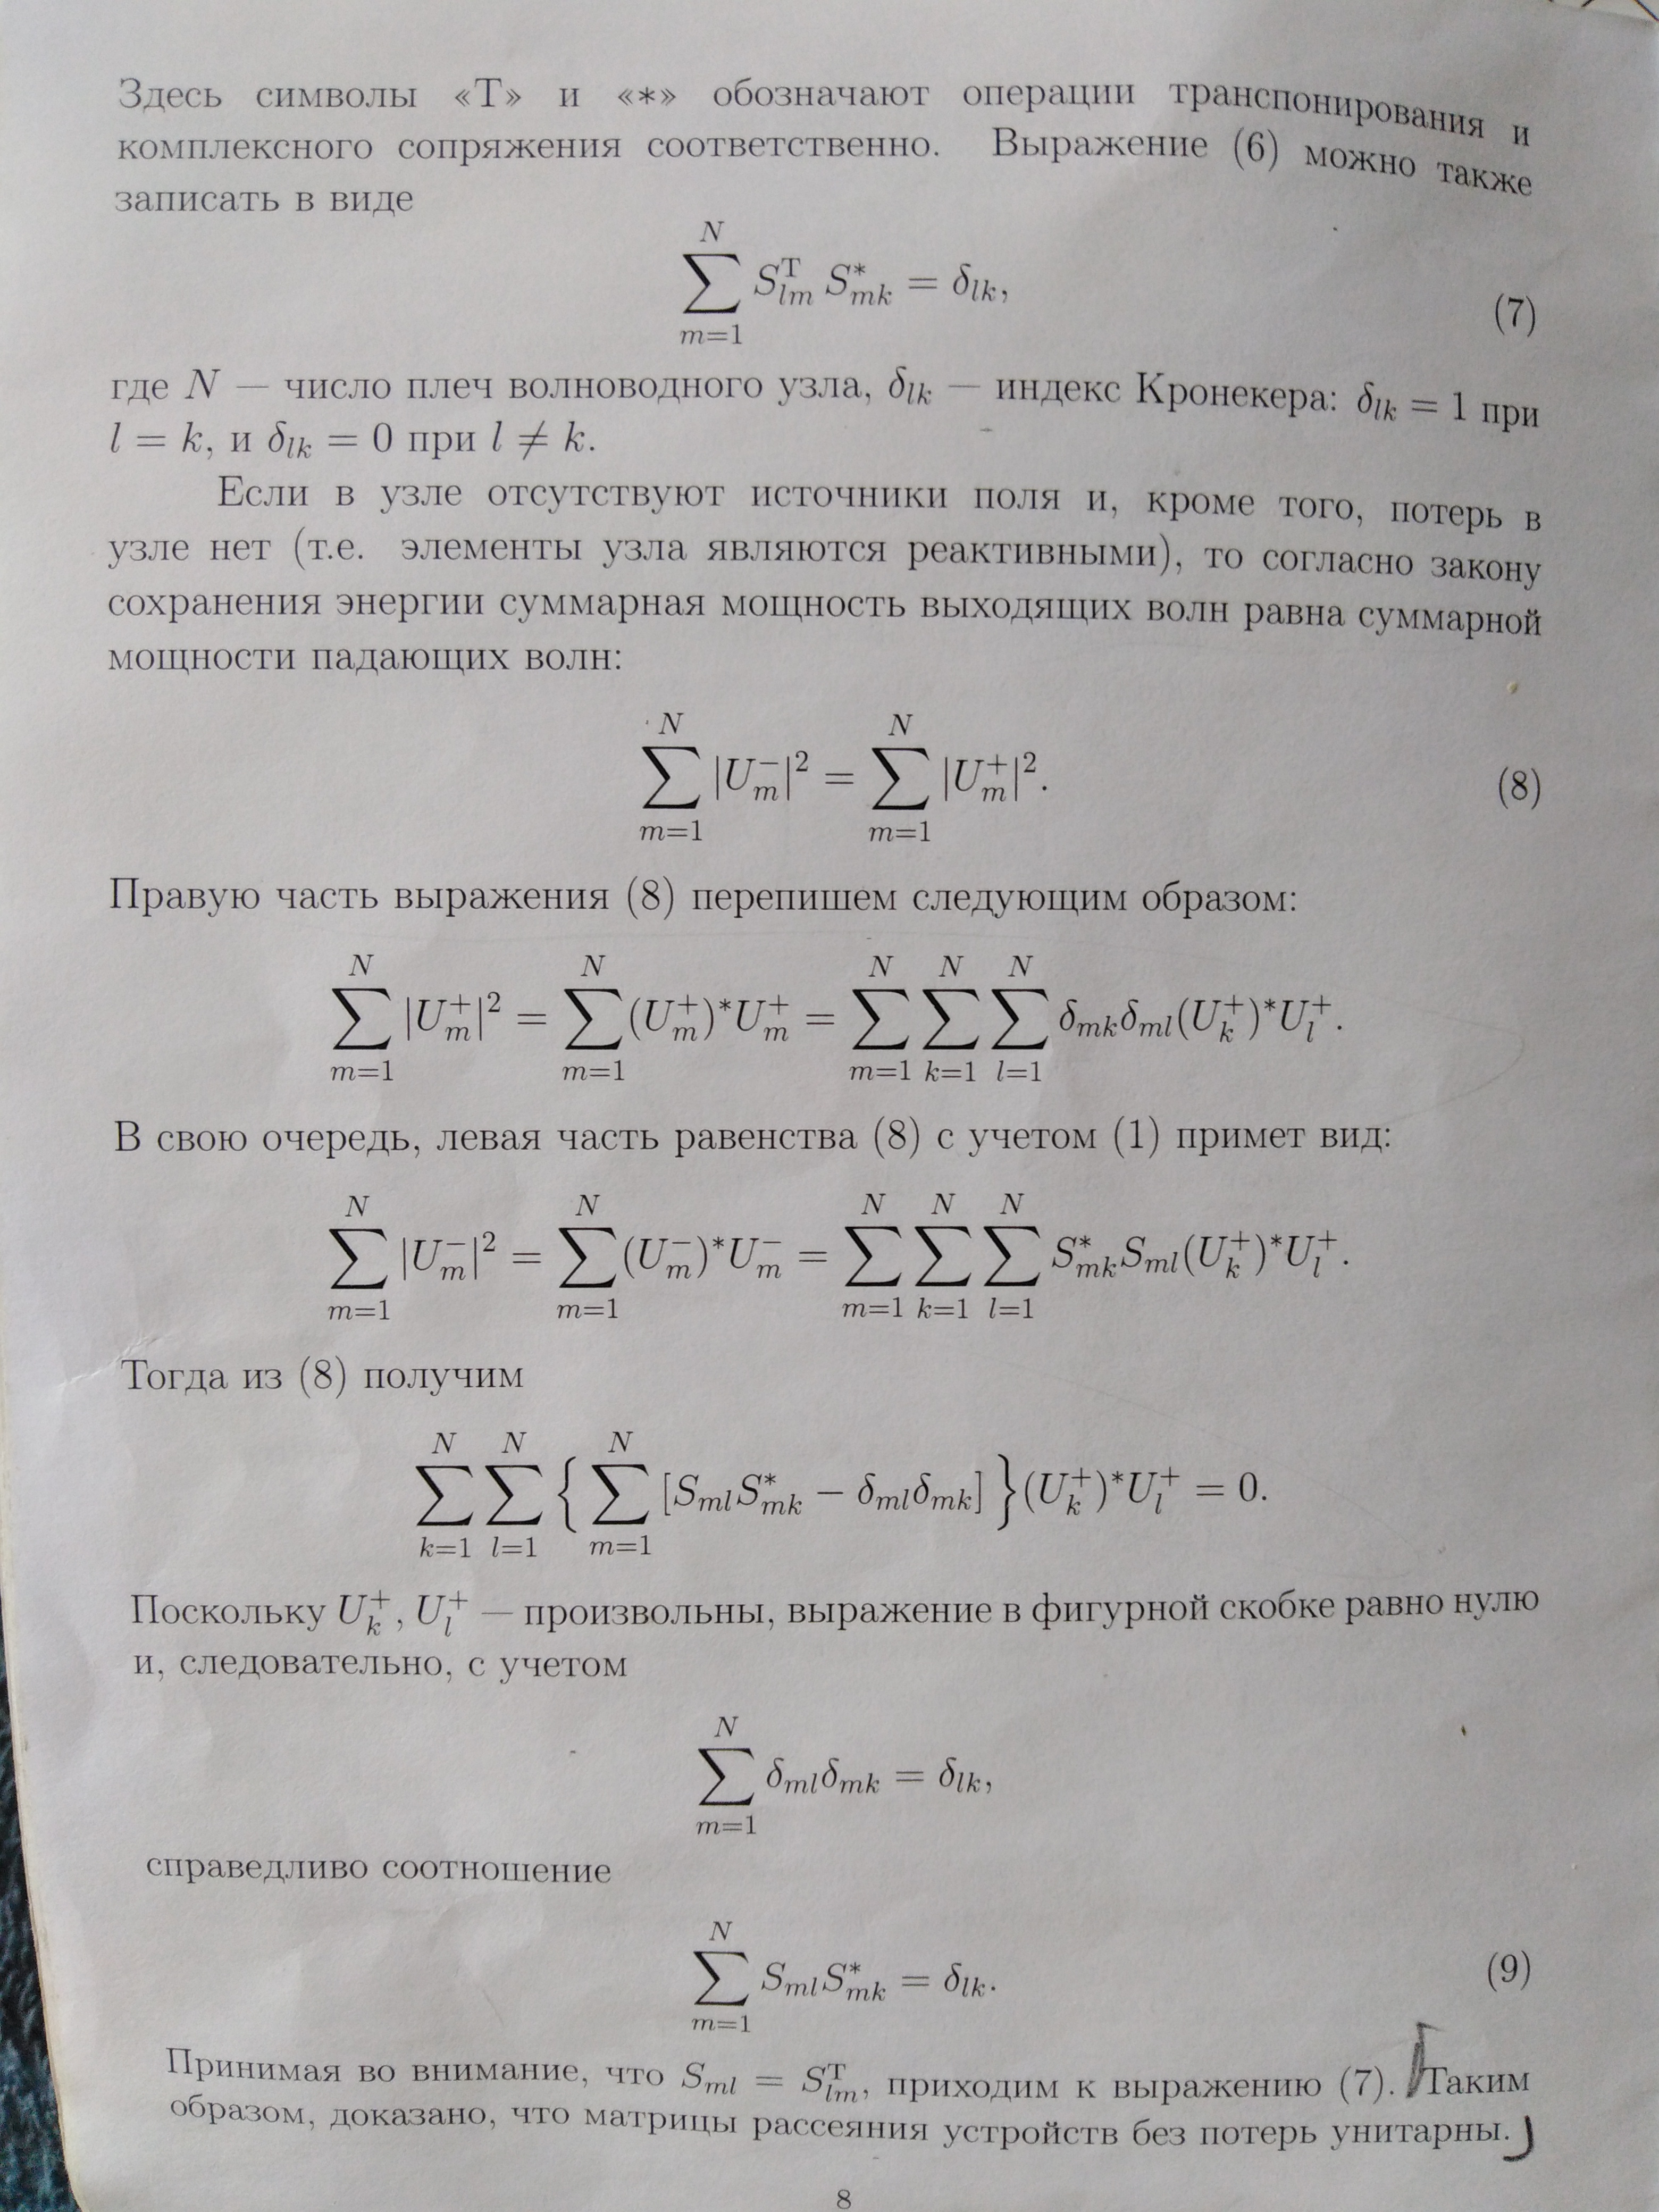 Здесь символы «Т» и «*» обозначают операции транспонирования и
комплексного сопряжения соответственно. Выражение (6) можно также
записать в виде
$\sum_{m=1}^{N} S_{lm}^{\mathrm{T}} S_{mk}^{*} = \delta_{lk},$ (7)
где $N$ — число плеч волноводного узла, $\delta_{lk}$ — индекс Кронекера: $\delta_{lk} = 1$ при
$l = k$, и $\delta_{lk} = 0$ при $l \neq k$.
Если в узле отсутствуют источники поля и, кроме того, потерь в
узле нет (т.е. элементы узла являются реактивными), то согласно закону
сохранения энергии суммарная мощность выходящих волн равна суммарной
мощности падающих волн:
$\sum_{m=1}^{N} |U_m^-|^2 = \sum_{m=1}^{N} |U_m^+|^2.$ (8)
Правую часть выражения (8) перепишем следующим образом:
$\sum_{m=1}^{N} |U_m^+|^2 = \sum_{m=1}^{N} (U_m^+)^* U_m^+ = \sum_{m=1}^{N} \sum_{k=1}^{N} \sum_{l=1}^{N} \delta_{mk} \delta_{ml} (U_k^+)^* U_l^+.$
В свою очередь, левая часть равенства (8) с учетом (1) примет вид:
$\sum_{m=1}^{N} |U_m^-|^2 = \sum_{m=1}^{N} (U_m^-)^* U_m^- = \sum_{m=1}^{N} \sum_{k=1}^{N} \sum_{l=1}^{N} S_{mk}^* S_{ml} (U_k^+)^* U_l^+.$
Тогда из (8) получим
$\sum_{k=1}^{N} \sum_{l=1}^{N} \left\{ \sum_{m=1}^{N} [S_{ml} S_{mk}^* - \delta_{ml} \delta_{mk}] \right\} (U_k^+)^* U_l^+ = 0.$
Поскольку $U_k^+, U_l^+$ — произвольны, выражение в фигурной скобке равно нулю
и, следовательно, с учетом
$\sum_{m=1}^{N} \delta_{ml} \delta_{mk} = \delta_{lk},$
справедливо соотношение
$\sum_{m=1}^{N} S_{ml} S_{mk}^* = \delta_{lk}.$ (9)
Принимая во внимание, что $S_{ml} = S_{lm}^{\mathrm{T}}$, приходим к выражению (7). Таким
образом, доказано, что матрицы рассеяния устройств без потерь унитарны.
8